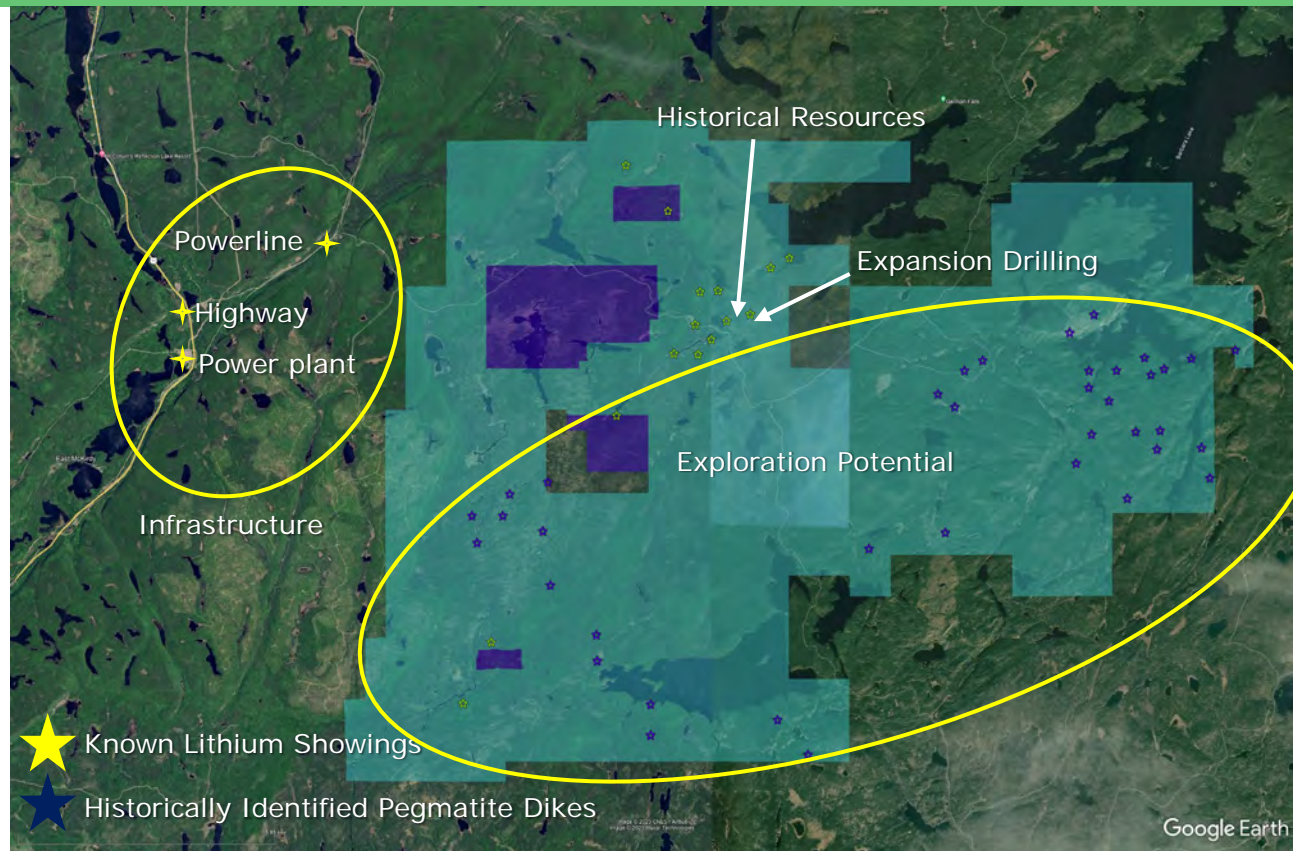 Historical Resources
Powerline
Expansion Drilling
Highway
Power plant
Exploration Potential
Infrastructure
Known Lithium Showings
Historically Identified Pegmatite Dikes
Google Earth